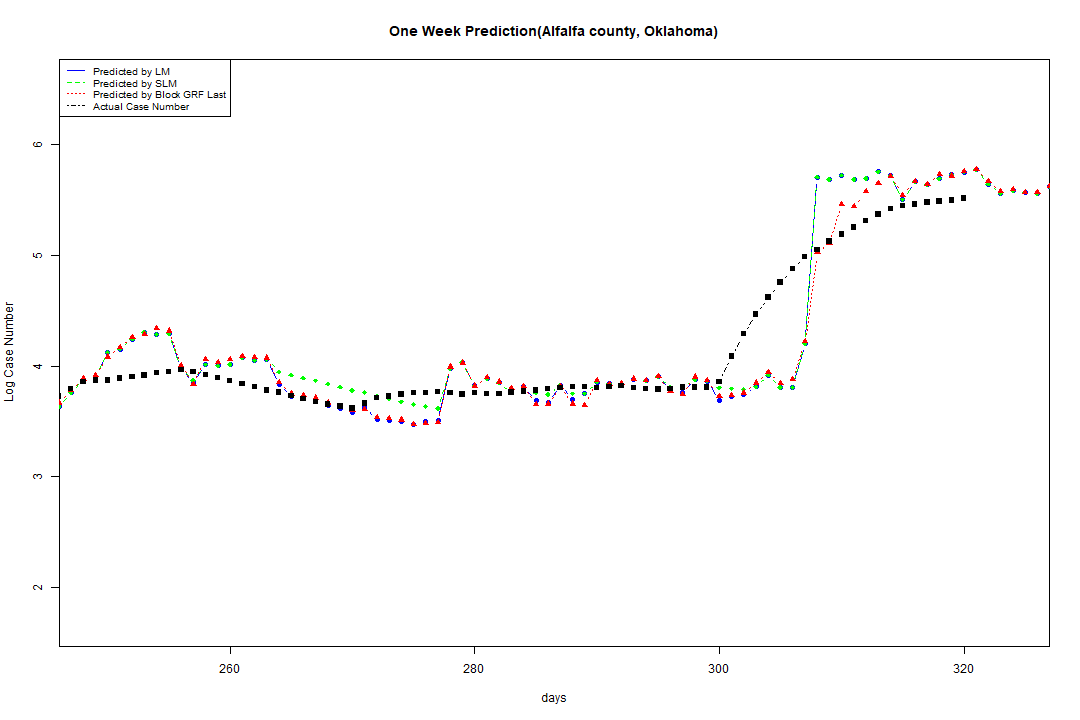 One Week Prediction(Alfalfa county, Oklahoma)
Predicted by LM
Predicted by SLM
Predicted by Block GRF Last
Actual Case Number
6
5
4
3
2
Log Case Number
260
280
300
320
days